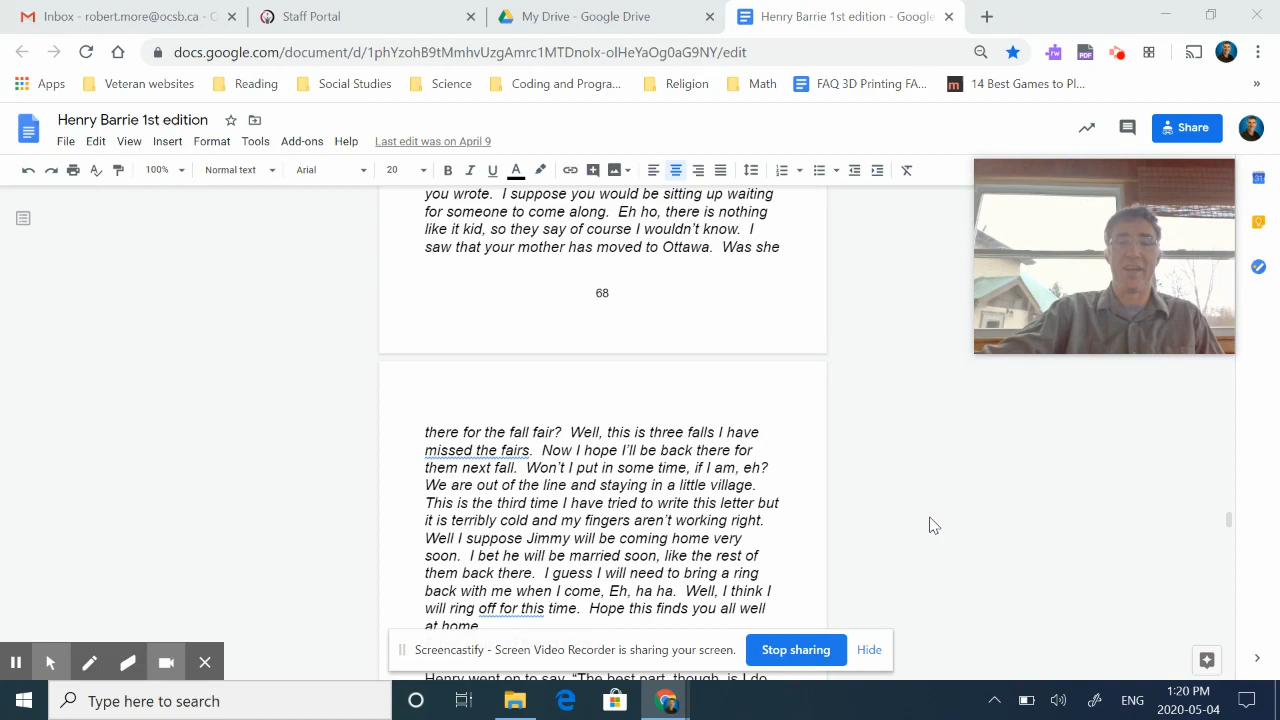 Inbox - robert.more@ocsb.ca - G
Staff Portal
My Drive - Google Drive
Henry Barrie 1st edition - Google
docs.google.com/document/d/1phYzohB9tMmhvUzgAmrc1MTDnoIx-olHeYaOg0aG9NY/edit
Apps
Veteran websites
Reading
Social Studies
Science
Coding and Progra...
Religion
Math
FAQ 3D Printing FA...
14 Best Games to Pl...
»
Henry Barrie 1st edition
Share
File Edit View Insert Format Tools Add-ons Help Last edit was on April 9
100% Normal text Arial 20 B I U A
you wrote. I suppose you would be sitting up waiting
for someone to come along. Eh ho, there is nothing
like it kid, so they say of course I wouldn't know. I
saw that your mother has moved to Ottawa. Was she
68
there for the fall fair? Well, this is three falls I have
missed the fairs. Now I hope I'll be back there for
them next fall. Won't I put in some time, if I am, eh?
We are out of the line and staying in a little village.
This is the third time I have tried to write this letter but
it is terribly cold and my fingers aren't working right.
Well I suppose Jimmy will be coming home very
soon. I bet he will be married soon, like the rest of
them back there. I guess I will need to bring a ring
back with me when I come, Eh, ha ha. Well, I think I
will ring off for this time. Hope this finds you all well
at home.
Screencastify - Screen Video Recorder is sharing your screen.
Stop sharing
Hide
Henry went on to say, "The best part, though, is I do
Type here to search
ENG
1:20 PM
2020-05-04